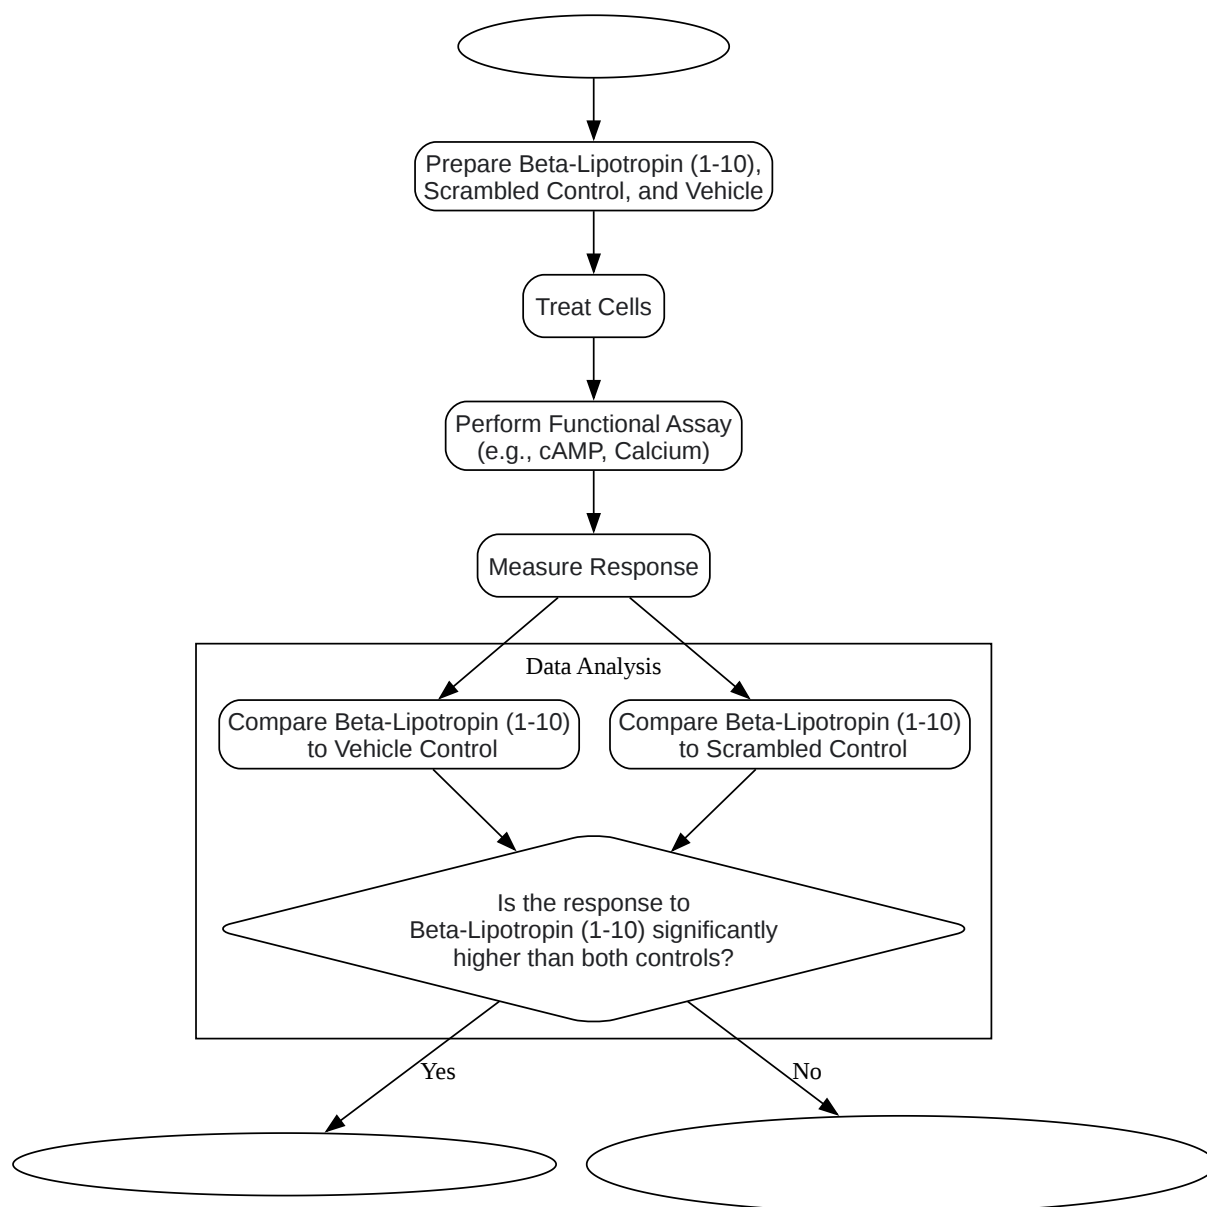 Prepare Beta-Lipotropin (1-10),
Scrambled Control, and Vehicle
Treat Cells
Perform Functional Assay
(e.g., cAMP, Calcium)
Measure Response
Data Analysis
Compare Beta-Lipotropin (1-10)
to Vehicle Control
Compare Beta-Lipotropin (1-10)
to Scrambled Control
Is the response to
Beta-Lipotropin (1-10) significantly
higher than both controls?
Yes
No